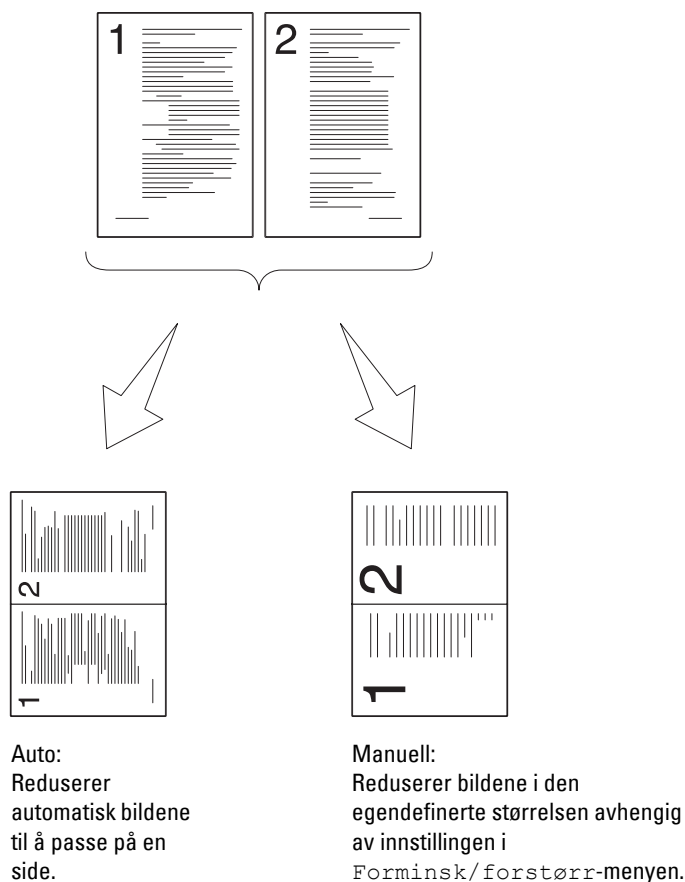 1
2
2
1
2
1
Auto:
Reduserer
automatisk bildene
til å passe på en
side.
Manuell:
Reduserer bildene i den
egendefinerte størrelsen avhengig
av innstillingen i
Forminsk/forstørr-menyen.